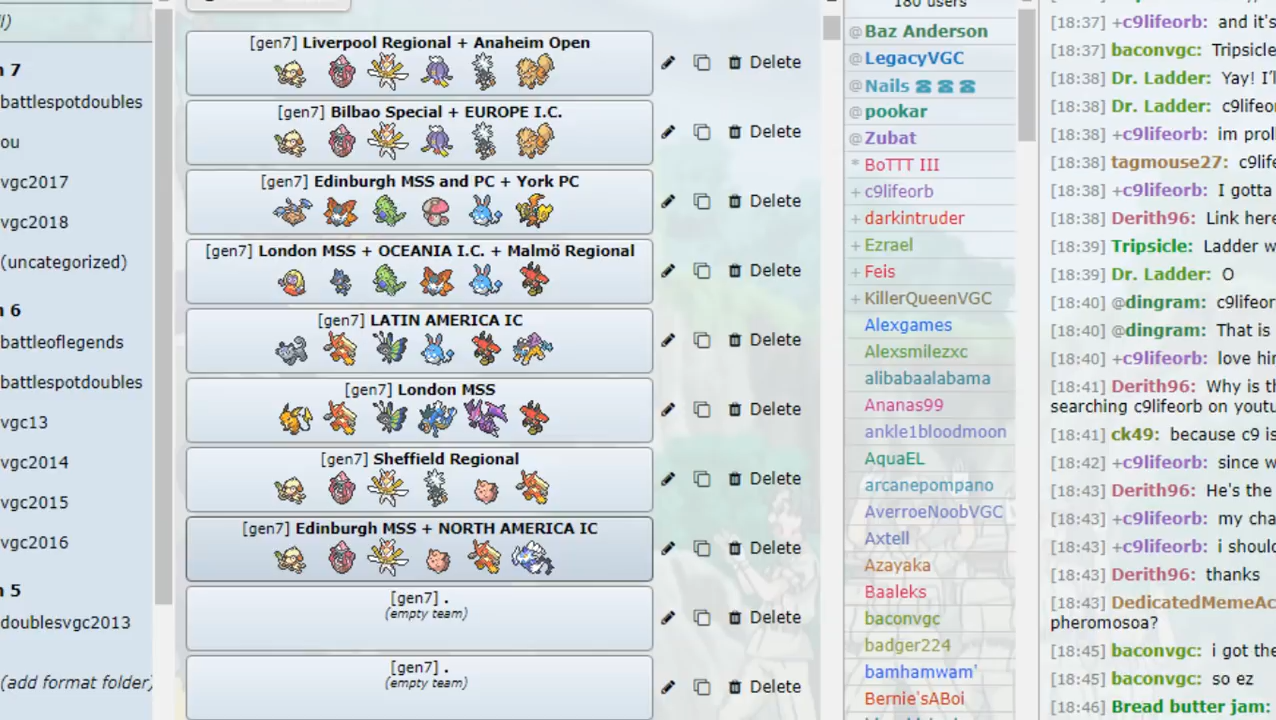 l)
n 7
battlespotdoubles
ou
vgc2017
vgc2018
(uncategorized)
n 6
battleoflegends
battlespotdoubles
vgc13
vgc2014
vgc2015
vgc2016
n 5
doublesvgc2013
(add format folder)
[gen7] Liverpool Regional + Anaheim Open
Delete
[gen7] Bilbao Special + EUROPE I.C.
Delete
[gen7] Edinburgh MSS and PC + York PC
Delete
[gen7] London MSS + OCEANIA I.C. + Malmö Regional
Delete
[gen7] LATIN AMERICA IC
Delete
[gen7] London MSS
Delete
[gen7] Sheffield Regional
Delete
[gen7] Edinburgh MSS + NORTH AMERICA IC
Delete
[gen7] .
(empty team)
Delete
[gen7] .
(empty team)
Delete
180 users
@Baz Anderson
@LegacyVGC
@Nails ☎ ☎ ☎
@pookar
@Zubat
* BoTTT III
+ c9lifeorb
+ darkintruder
+ Ezrael
+ Feis
+ KillerQueenVGC
Alexgames
Alexsmilezxc
alibabaalabama
Ananas99
ankle1bloodmoon
AquaEL
arcanepompano
AverroeNoobVGC
Axtell
Azayaka
Baaleks
baconvgc
badger224
bamhamwam'
Bernie'sABoi
[18:37] +c9lifeorb: and it's
[18:37] baconvgc: Tripsicle
[18:38] Dr. Ladder: Yay! I'l
[18:38] Dr. Ladder: c9lifeo
[18:38] +c9lifeorb: im prol
[18:38] tagmouse27: c9life
[18:38] +c9lifeorb: I gotta
[18:38] Derith96: Link here
[18:39] Tripsicle: Ladder w
[18:39] Dr. Ladder: O
[18:40] @dingram: c9lifeor
[18:40] @dingram: That is
[18:40] +c9lifeorb: love hi
[18:41] Derith96: Why is th
searching c9lifeorb on youtu
[18:41] ck49: because c9 is
[18:42] +c9lifeorb: since w
[18:43] Derith96: He's the
[18:43] +c9lifeorb: my cha
[18:43] +c9lifeorb: i shoul
[18:43] Derith96: thanks
[18:43] DedicatedMemeAc
pheromosoa?
[18:45] baconvgc: i got the
[18:45] baconvgc: so ez
[18:46] Bread butter jam: